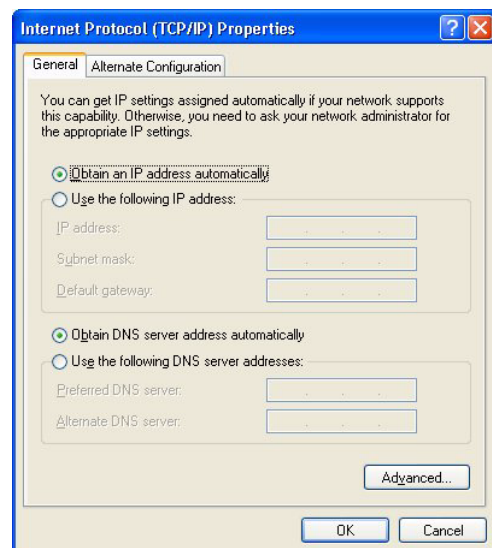 Internet Protocol (TCP/IP) Properties
General
Alternate Configuration
You can get IP settings assigned automatically if your network supports
this capability. Otherwise, you need to ask your network administrator for
the appropriate IP settings.
Obtain an IP address automatically
Use the following IP address:
IP address:
Subnet mask:
Default gateway:
Obtain DNS server address automatically
Use the following DNS server addresses:
Preferred DNS server:
Alternate DNS server:
Advanced...
OK
Cancel